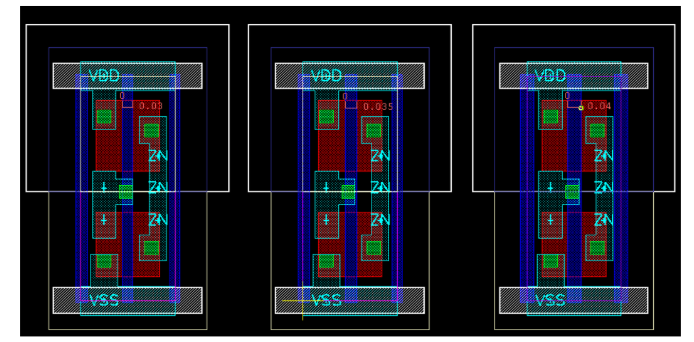 VDD VDD VDD
0 0 0
0.03 0.035 0.04
ZN ZN ZN
I ZN I ZN I ZN
I ZN I ZN I ZN
VSS VSS VSS